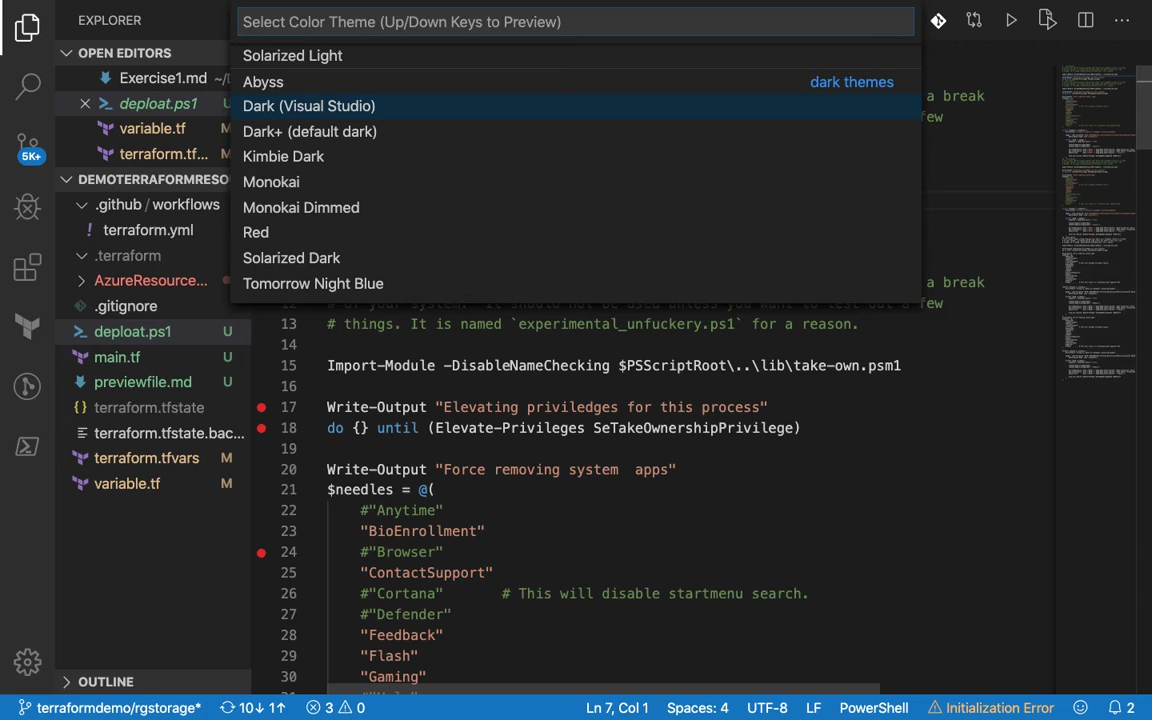 EXPLORER
Select Color Theme (Up/Down Keys to Preview)
OPEN EDITORS
Exercise1.md ~/D
deploat.ps1 U
variable.tf M
terraform.tf... M
DEMOTERRAFORMRESO
.github / workflows
terraform.yml
.terraform
AzureResource...
.gitignore
deploat.ps1 U
main.tf U
previewfile.md U
terraform.tfstate
terraform.tfstate.bac...
terraform.tfvars M
variable.tf M
OUTLINE
5K+
Solarized Light
Abyss dark themes
Dark (Visual Studio)
Dark+ (default dark)
Kimbie Dark
Monokai
Monokai Dimmed
Red
Solarized Dark
Tomorrow Night Blue
a break
few
a break
few
13 # things. It is named `experimental_unfuckery.ps1` for a reason.
14
15 Import-Module -DisableNameChecking $PSScriptRoot\..\lib\take-own.psm1
16
17 Write-Output "Elevating priviledges for this process"
18 do {} until (Elevate-Privileges SeTakeOwnershipPrivilege)
19
20 Write-Output "Force removing system  apps"
21 $needles = @(
22 #"Anytime"
23 "BioEnrollment"
24 #"Browser"
25 "ContactSupport"
26 #"Cortana" # This will disable startmenu search.
27 #"Defender"
28 "Feedback"
29 "Flash"
30 "Gaming"
terraformdemo/rgstorage* 10↓ 1↑ 3 0 Ln 7, Col 1 Spaces: 4 UTF-8 LF PowerShell Initialization Error 2